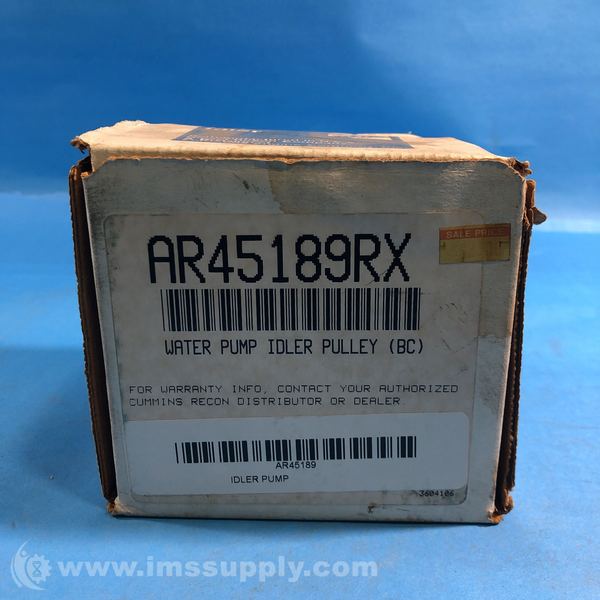 SALE PRICE
AR45189RX
WATER PUMP IDLER PULLEY (BC)
FOR WARRANTY INFO, CONTACT YOUR AUTHORIZED
CUMMINS RECON DISTRIBUTOR OR DEALER
AR45189
IDLER PUMP
3604106
www.imssupply.com